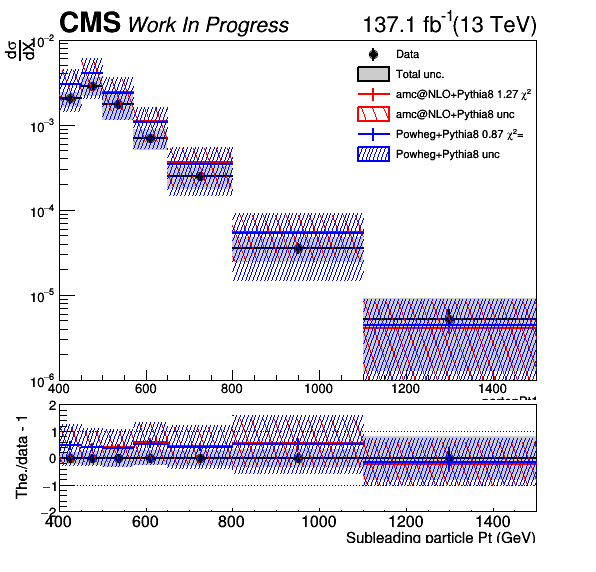 CMS Work In Progress 137.1 fb⁻¹(13 TeV)
dσ
dX
10⁻²
10⁻³
10⁻⁴
10⁻⁵
10⁻⁶
Data
Total unc.
amc@NLO+Pythia8 1.27 χ²
amc@NLO+Pythia8 unc
Powheg+Pythia8 0.87 χ²=
Powheg+Pythia8 unc
400 600 800 1000 1200 1400
The./data - 1
2
1
0
−1
−2
400 600 800 1000 1200 1400
Subleading particle Pt (GeV)